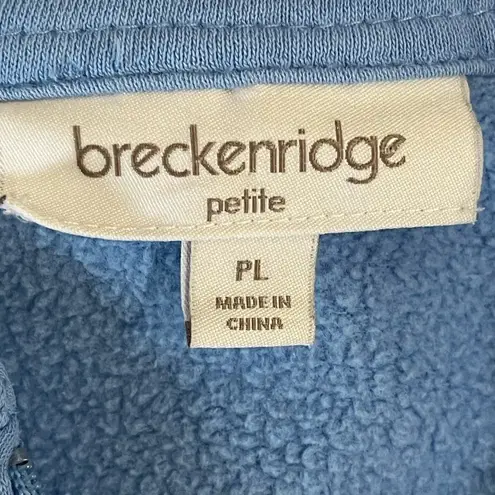 breckenridge
petite
PL
MADE IN
CHINA